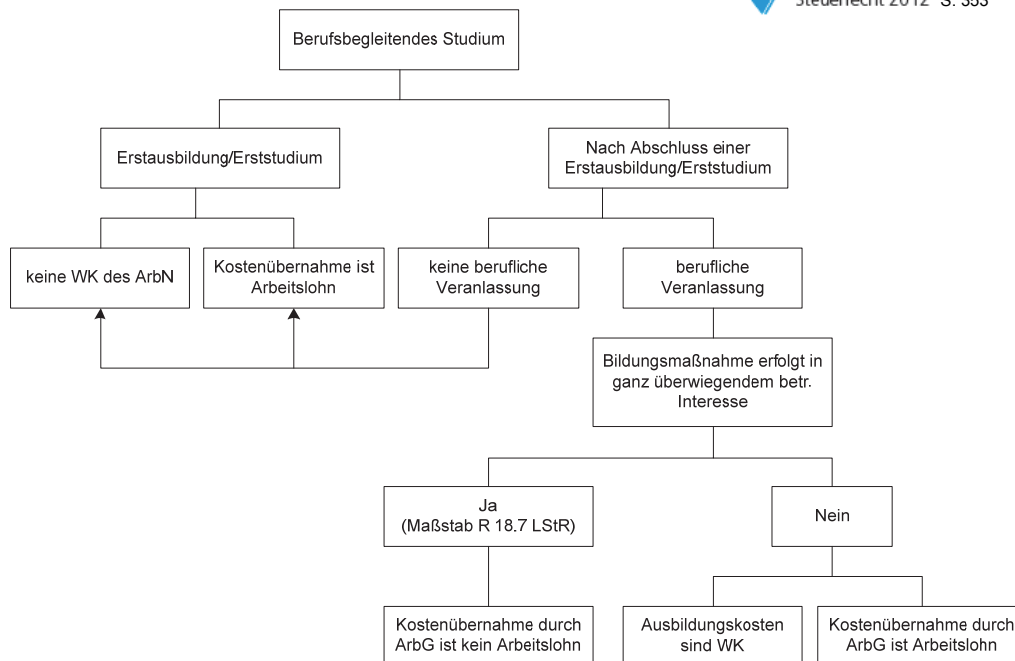 Steuerrecht 2012 S. 353
Berufsbegleitendes Studium
Erstausbildung/Erststudium
Nach Abschluss einer
Erstausbildung/Erststudium
keine WK des ArbN
Kostenübernahme ist
Arbeitslohn
keine berufliche
Veranlassung
berufliche
Veranlassung
Bildungsmaßnahme erfolgt in
ganz überwiegendem betr.
Interesse
Ja
(Maßstab R 18.7 LStR)
Nein
Kostenübernahme durch
ArbG ist kein Arbeitslohn
Ausbildungskosten
sind WK
Kostenübernahme durch
ArbG ist Arbeitslohn